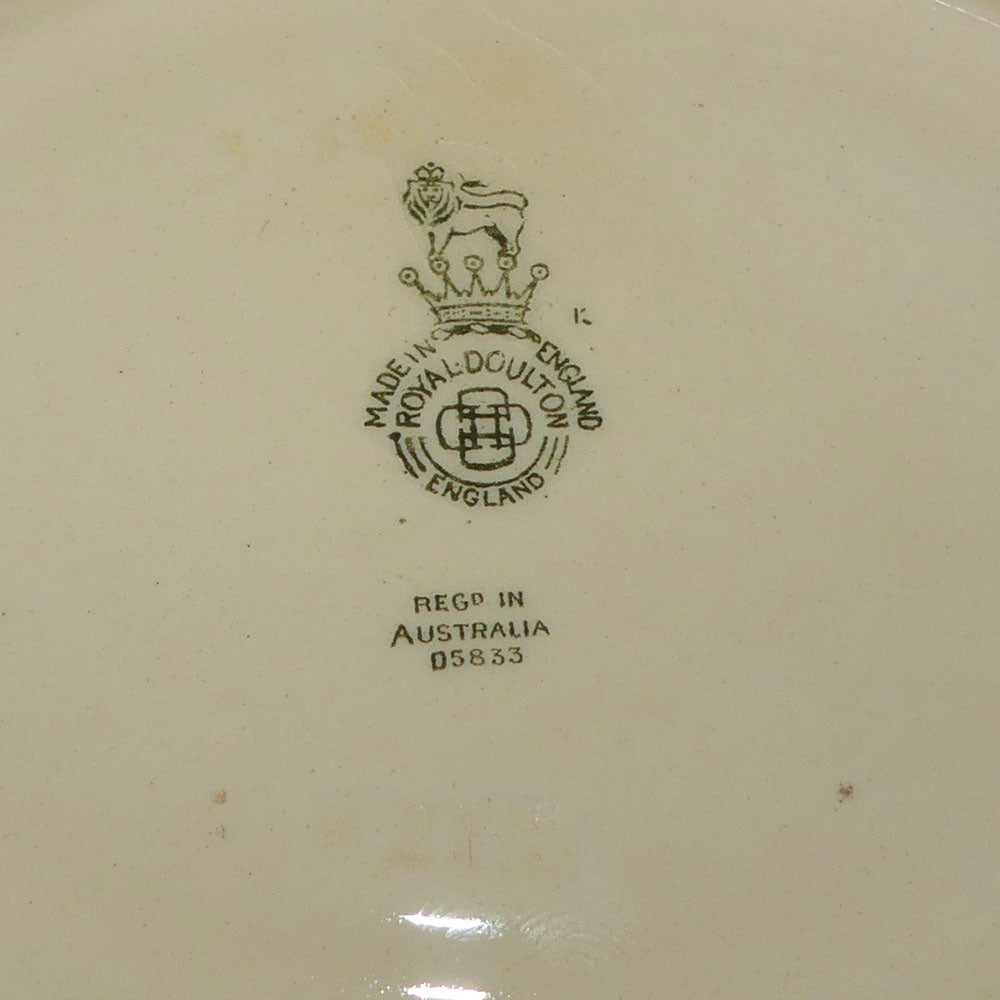 K
MADE IN ENGLAND
ROYAL·DOULTON
ENGLAND
REGᴰ IN
AUSTRALIA
D5833